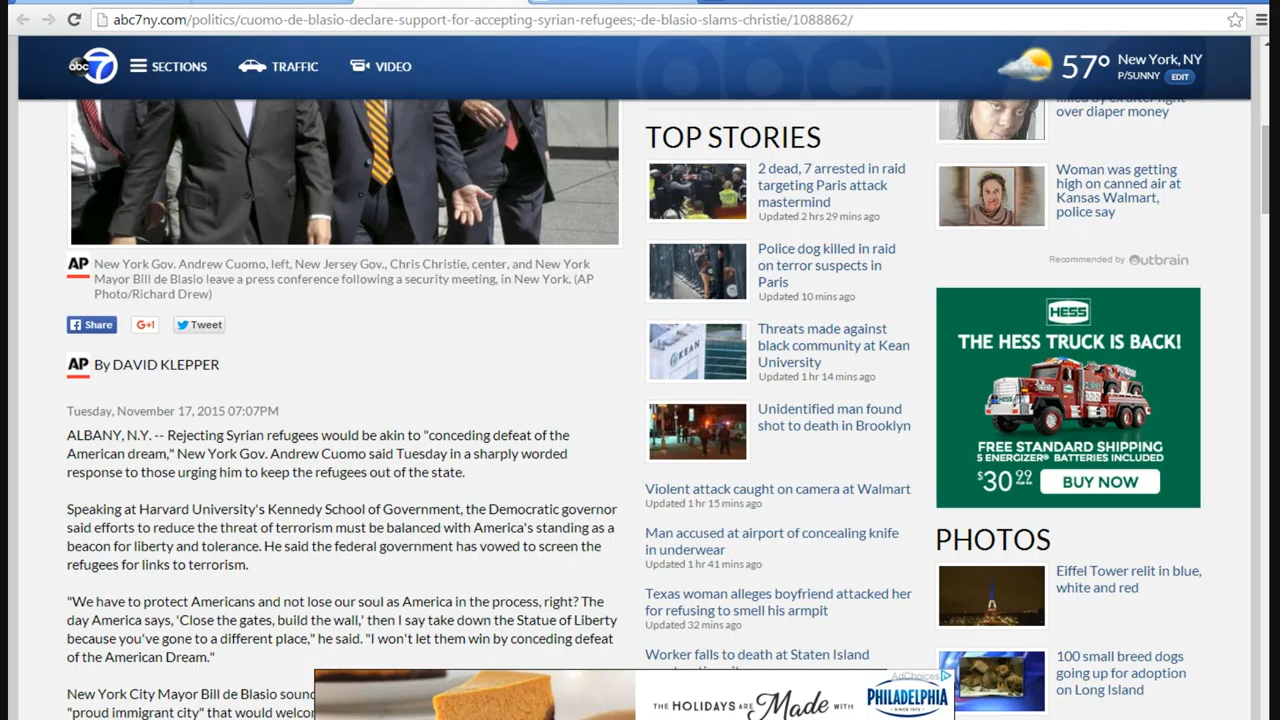 abc7ny.com/politics/cuomo-de-blasio-declare-support-for-accepting-syrian-refugees;-de-blasio-slams-christie/1088862/
abc 7
SECTIONS
TRAFFIC
VIDEO
57°
New York, NY
P/SUNNY EDIT
AP
New York Gov. Andrew Cuomo, left, New Jersey Gov., Chris Christie, center, and New York
Mayor Bill de Blasio leave a press conference following a security meeting, in New York. (AP
Photo/Richard Drew)
Share
G+1
Tweet
AP By DAVID KLEPPER
Tuesday, November 17, 2015 07:07PM
ALBANY, N.Y. -- Rejecting Syrian refugees would be akin to "conceding defeat of the
American dream," New York Gov. Andrew Cuomo said Tuesday in a sharply worded
response to those urging him to keep the refugees out of the state.
Speaking at Harvard University's Kennedy School of Government, the Democratic governor
said efforts to reduce the threat of terrorism must be balanced with America's standing as a
beacon for liberty and tolerance. He said the federal government has vowed to screen the
refugees for links to terrorism.
"We have to protect Americans and not lose our soul as America in the process, right? The
day America says, 'Close the gates, build the wall,' then I say take down the Statue of Liberty
because you've gone to a different place," he said. "I won't let them win by conceding defeat
of the American Dream."
New York City Mayor Bill de Blasio soun
"proud immigrant city" that would welco
TOP STORIES
2 dead, 7 arrested in raid
targeting Paris attack
mastermind
Updated 2 hrs 29 mins ago
Police dog killed in raid
on terror suspects in
Paris
Updated 10 mins ago
KEAN
Threats made against
black community at Kean
University
Updated 1 hr 14 mins ago
Unidentified man found
shot to death in Brooklyn
Violent attack caught on camera at Walmart
Updated 1 hr 15 mins ago
Man accused at airport of concealing knife
in underwear
Updated 1 hr 41 mins ago
Texas woman alleges boyfriend attacked her
for refusing to smell his armpit
Updated 32 mins ago
Worker falls to death at Staten Island
killed by ex after fight
over diaper money
Woman was getting
high on canned air at
Kansas Walmart,
police say
Recommended by Outbrain
HESS
THE HESS TRUCK IS BACK!
FREE STANDARD SHIPPING
5 ENERGIZER® BATTERIES INCLUDED
$30 99
BUY NOW
PHOTOS
Eiffel Tower relit in blue,
white and red
100 small breed dogs
going up for adoption
on Long Island
AdChoices
THE HOLIDAYS ARE Made WITH
PHILADELPHIA